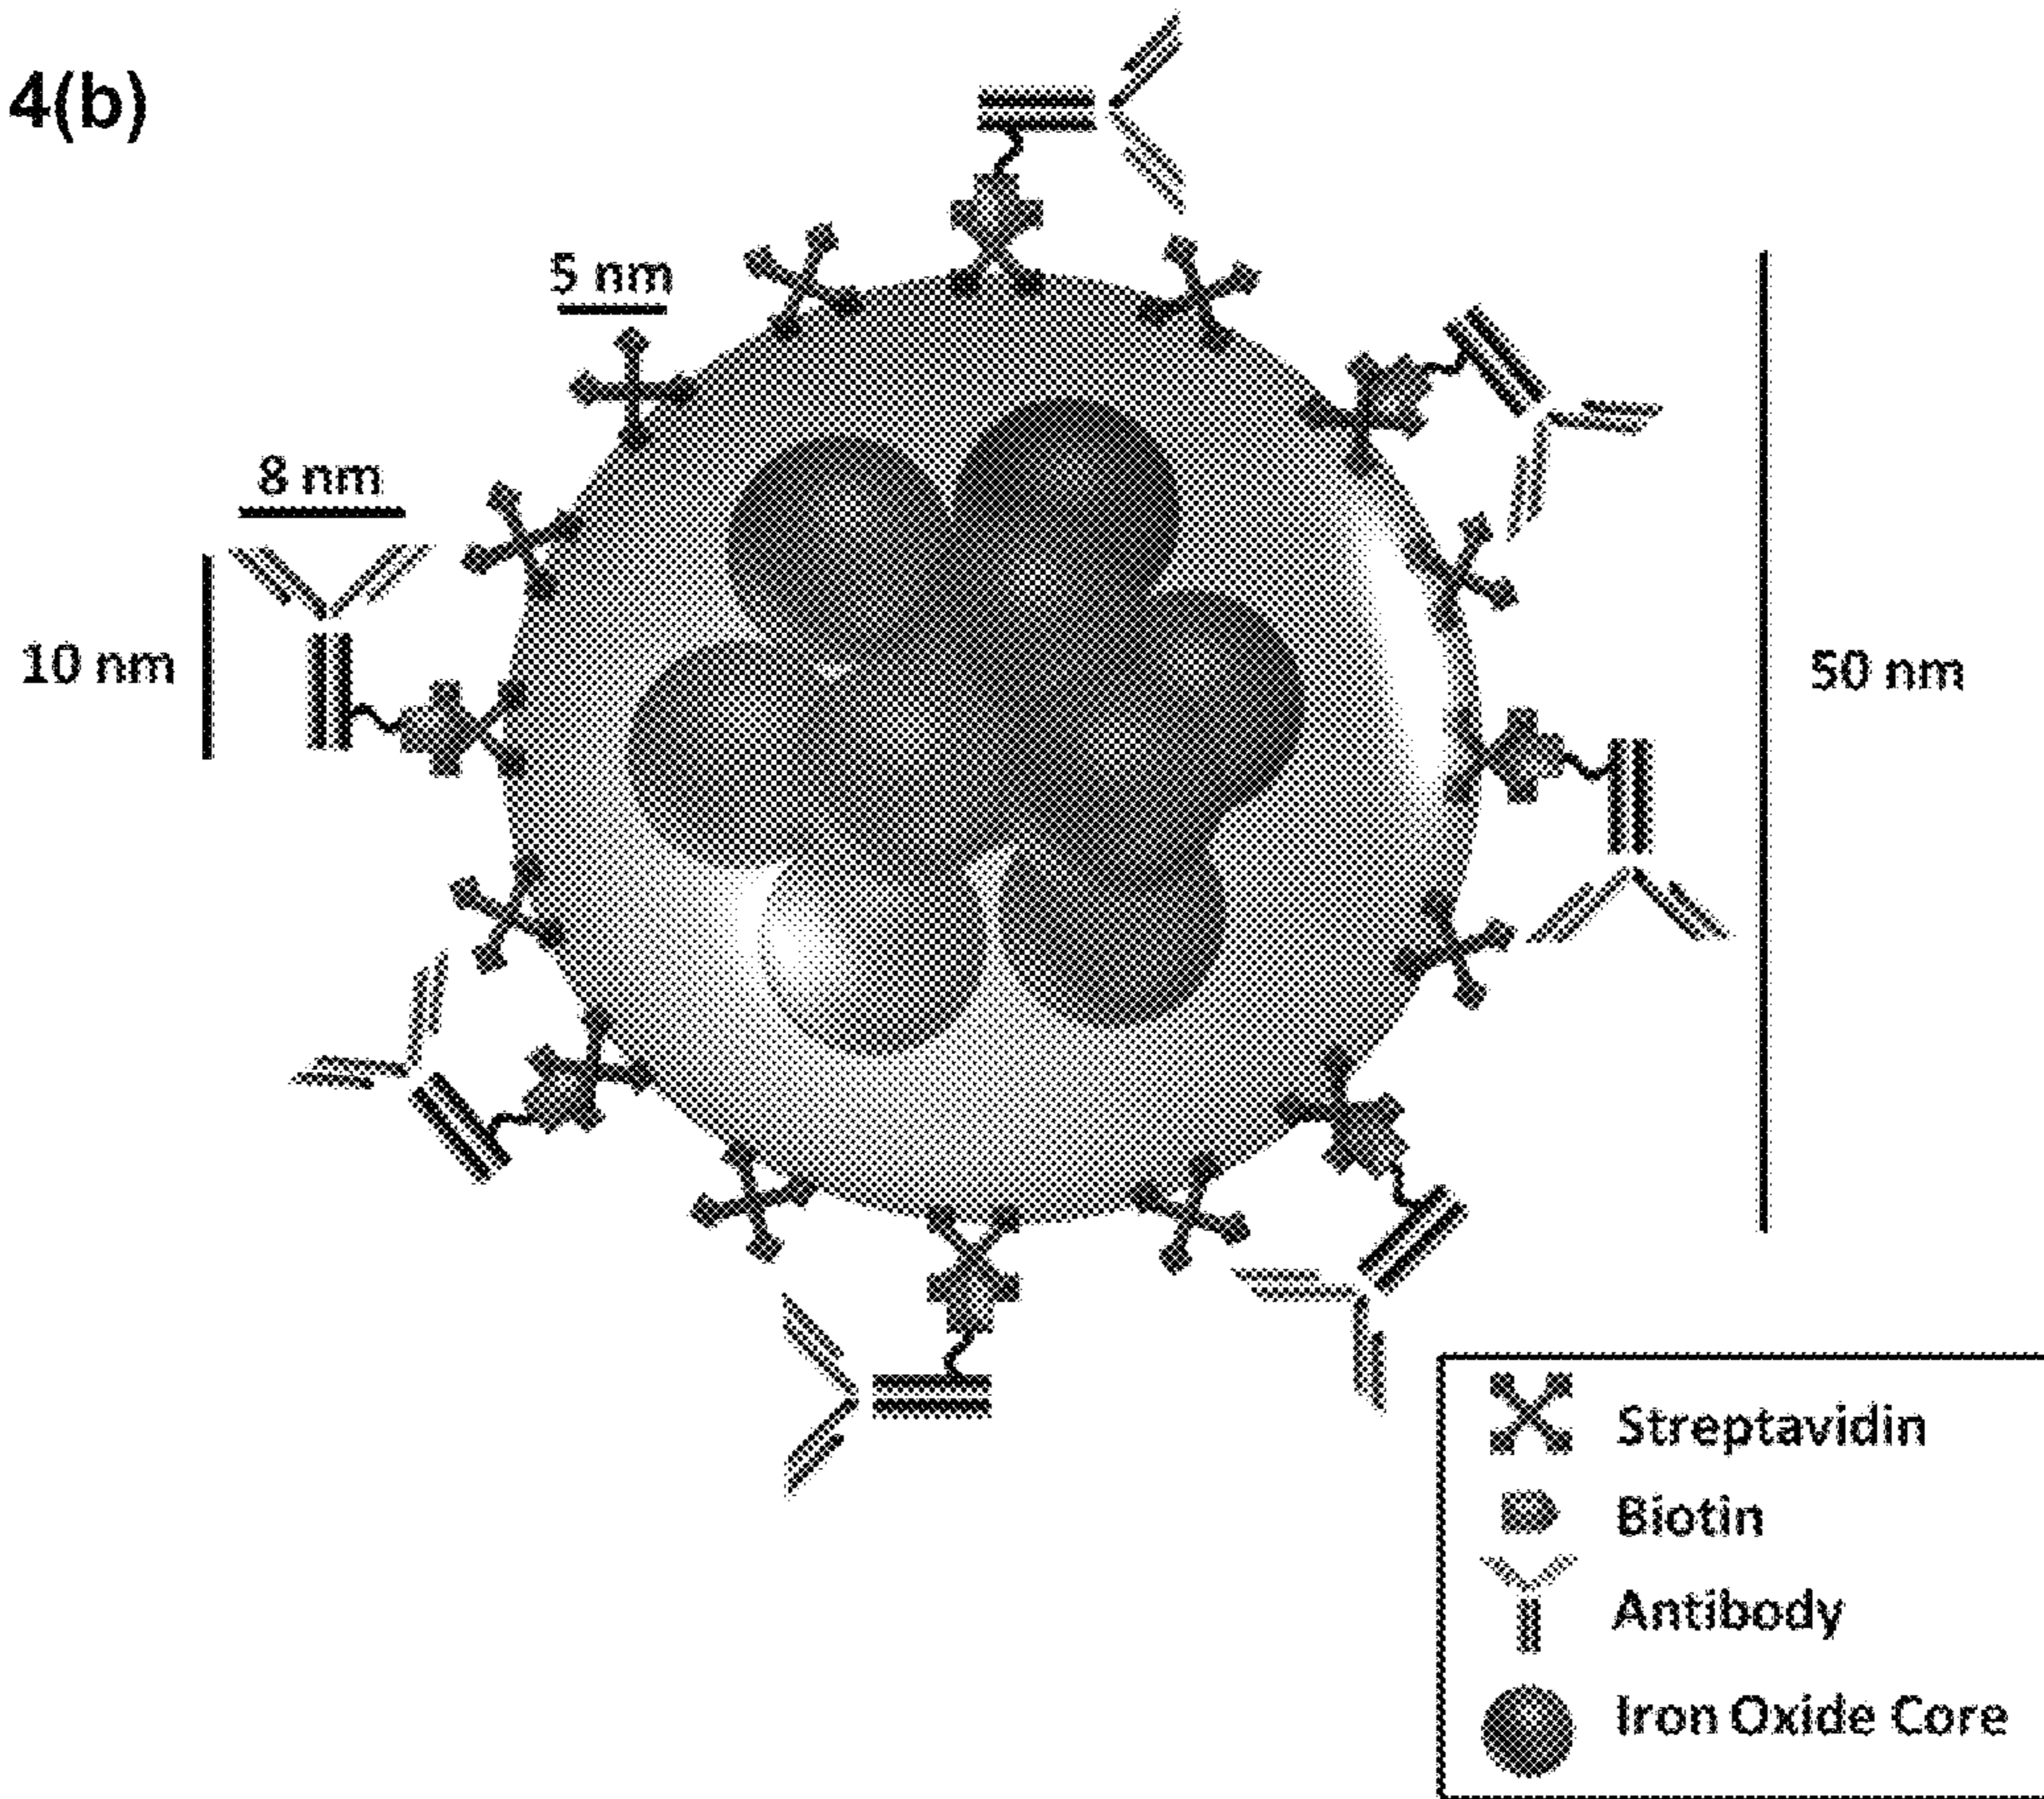 4(b)
5 nm
8 nm
10 nm
50 nm
Streptavidin
Biotin
Antibody
Iron Oxide Core